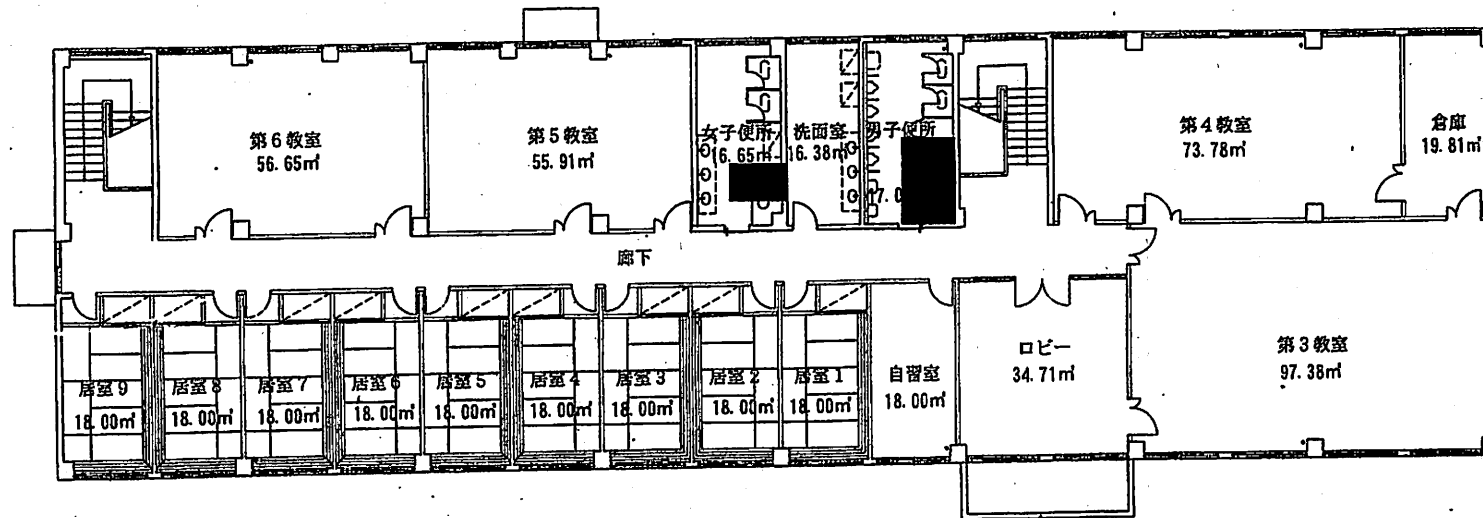 第6教室
56.65㎡
第5教室
55.91㎡
女子便所
16.65㎡
洗面室
16.38㎡
男子便所
17.0
第4教室
73.78㎡
倉庫
19.81㎡
廊下
居室9
18.00㎡
居室8
18.00㎡
居室7
18.00㎡
居室6
18.00㎡
居室5
18.00㎡
居室4
18.00㎡
居室3
18.00㎡
居室2
18.00㎡
居室1
18.00㎡
自習室
18.00㎡
ロビー
34.71㎡
第3教室
97.38㎡